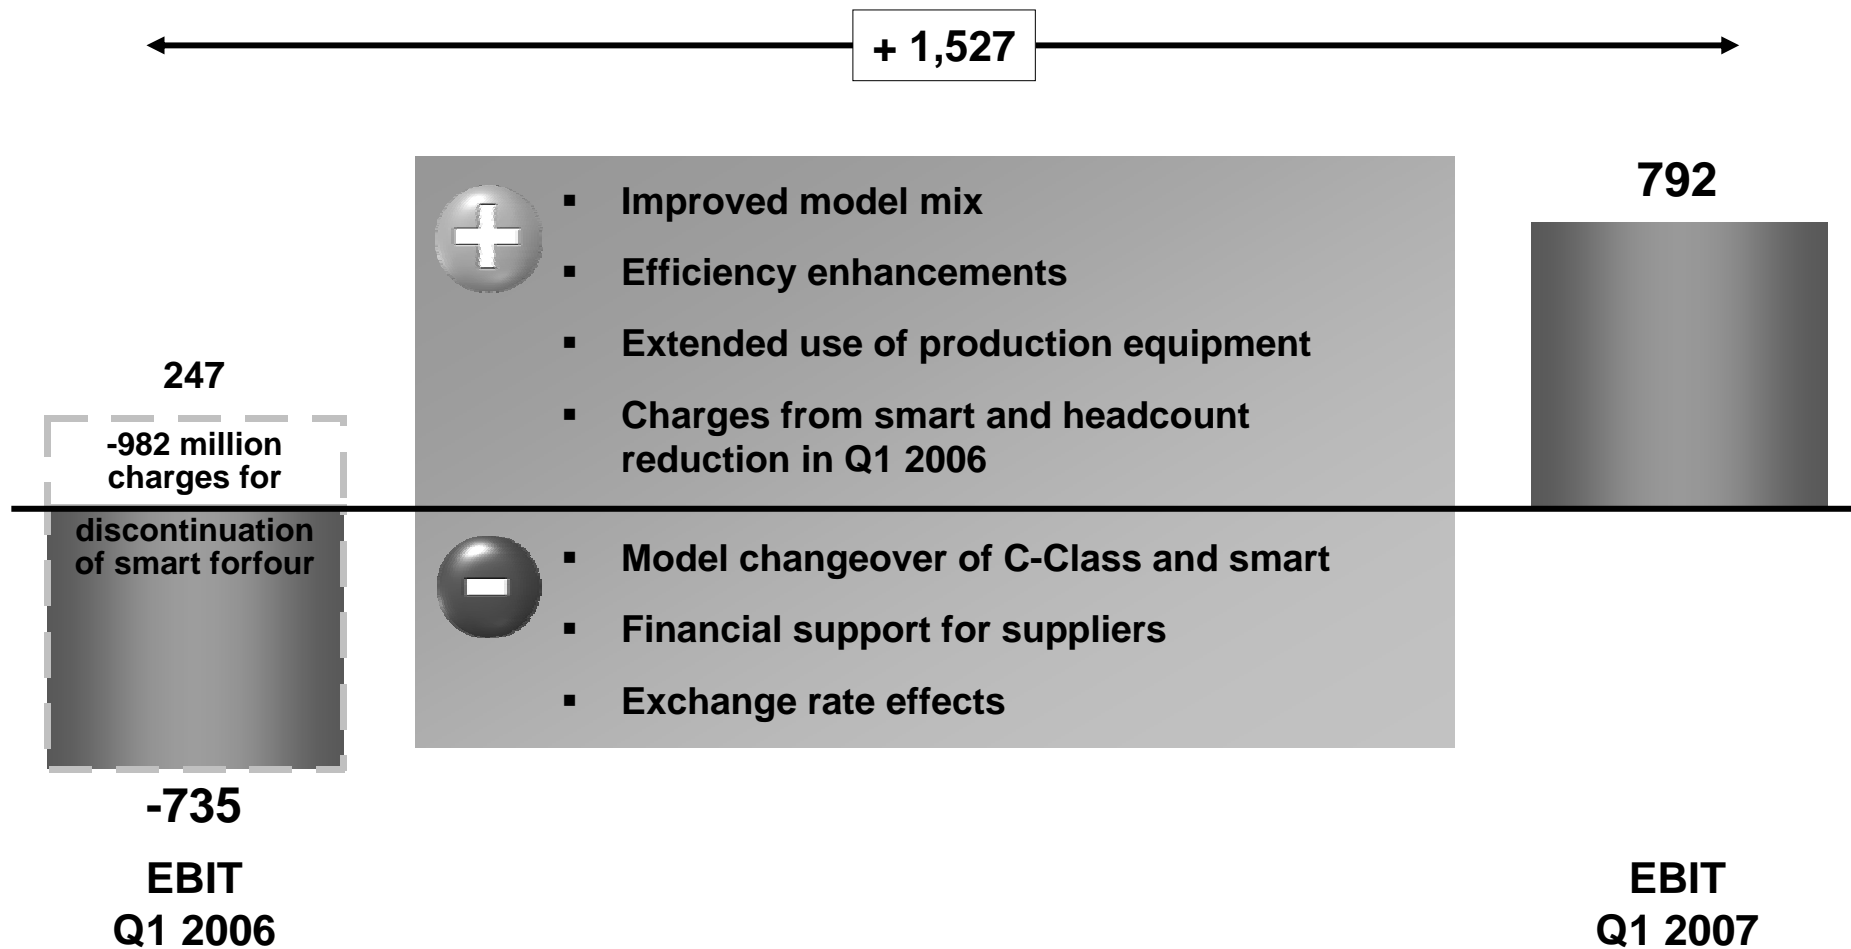 + 1,527
247
-982 million
charges for
discontinuation
of smart forfour
-735
EBIT
Q1 2006
▪ Improved model mix
▪ Efficiency enhancements
▪ Extended use of production equipment
▪ Charges from smart and headcount
reduction in Q1 2006
▪ Model changeover of C-Class and smart
▪ Financial support for suppliers
▪ Exchange rate effects
792
EBIT
Q1 2007